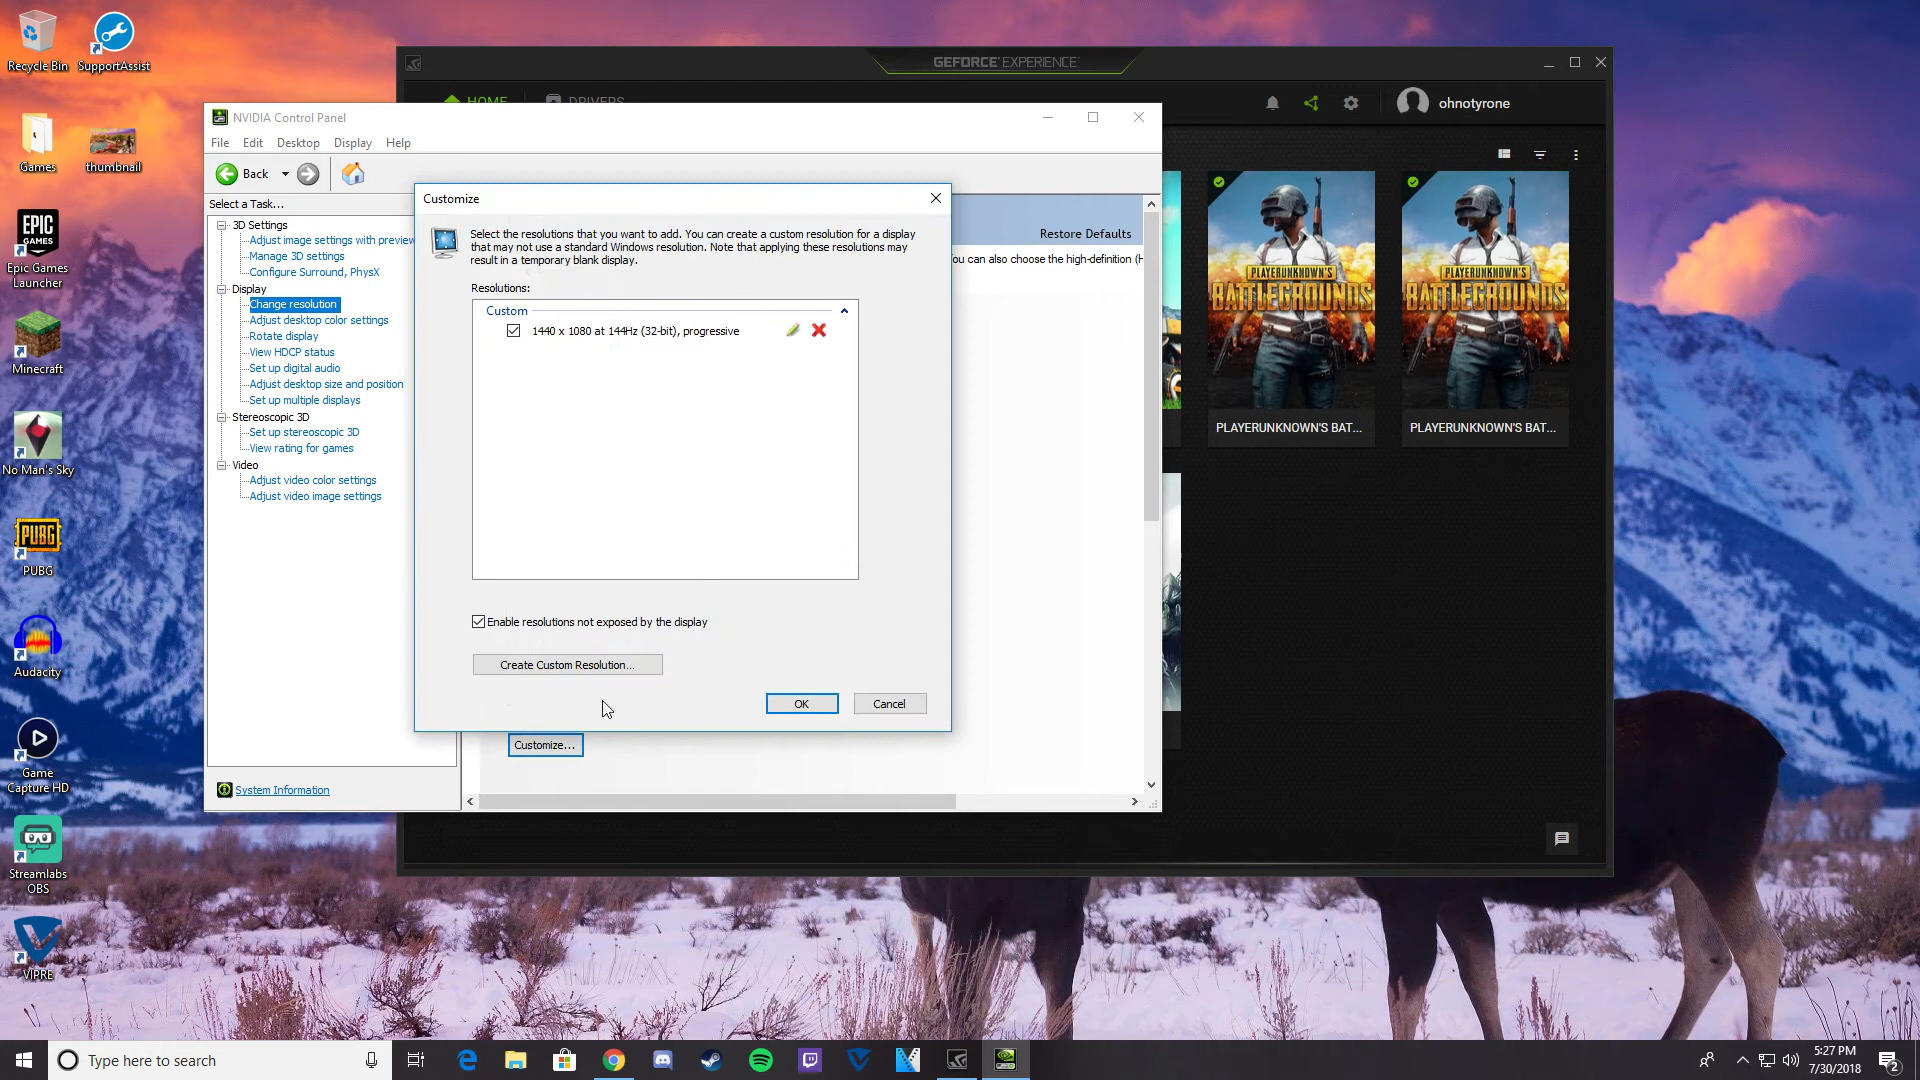 Recycle Bin
SupportAssist
Games
thumbnail
EPIC
GAMES
Epic Games
Launcher
Minecraft
No Man's Sky
PUBG
PUBG
Audacity
Game
Capture HD
Streamlabs
OBS
VIPRE
GEFORCE EXPERIENCE
HOME
DRIVERS
ohnotyrone
PLAYERUNKNOWN'S
BATTLEGROUNDS
PLAYERUNKNOWN'S BAT...
PLAYERUNKNOWN'S
BATTLEGROUNDS
PLAYERUNKNOWN'S BAT...
NVIDIA Control Panel
File Edit Desktop Display Help
Back
Select a Task...
3D Settings
Adjust image settings with preview
Manage 3D settings
Configure Surround, PhysX
Display
Change resolution
Adjust desktop color settings
Rotate display
View HDCP status
Set up digital audio
Adjust desktop size and position
Set up multiple displays
Stereoscopic 3D
Set up stereoscopic 3D
View rating for games
Video
Adjust video color settings
Adjust video image settings
System Information
Restore Defaults
ou can also choose the high-definition (H
Customize...
Customize
Select the resolutions that you want to add. You can create a custom resolution for a display
that may not use a standard Windows resolution. Note that applying these resolutions may
result in a temporary blank display.
Resolutions:
Custom
1440 x 1080 at 144Hz (32-bit), progressive
Enable resolutions not exposed by the display
Create Custom Resolution...
OK
Cancel
Type here to search
5:27 PM
7/30/2018
2